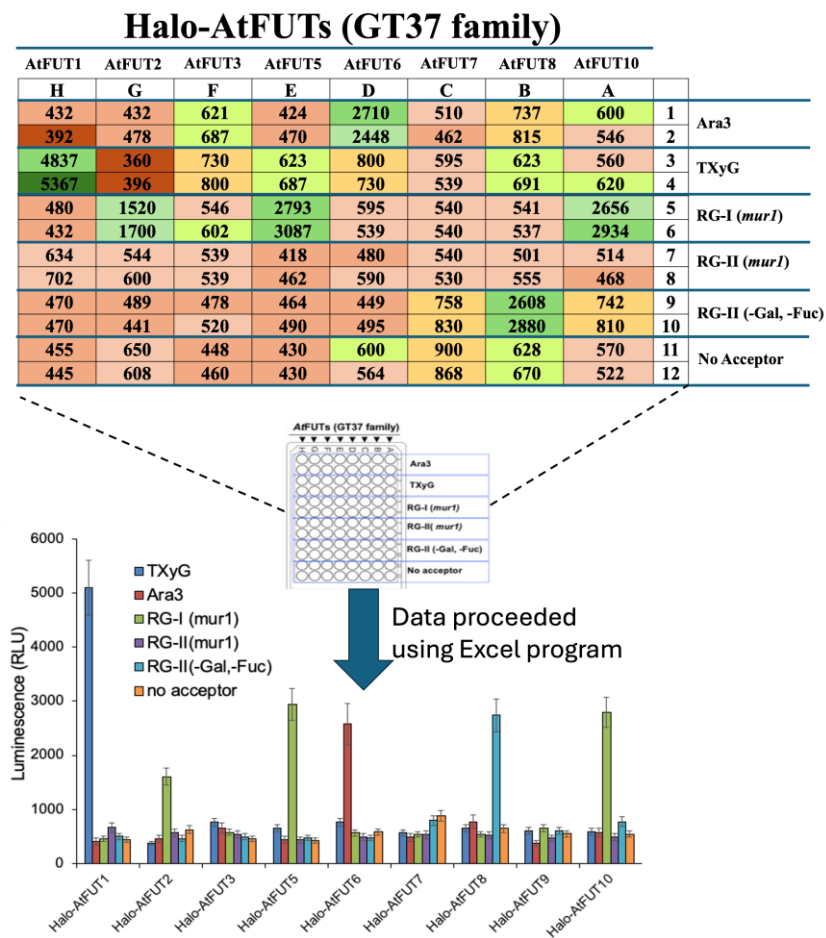 Halo-AtFUTs (GT37 family)
AtFUT1 AtFUT2 AtFUT3 AtFUT5 AtFUT6 AtFUT7 AtFUT8 AtFUT10
H G F E D C B A
432 432 621 424 2710 510 737 600 1 Ara3
392 478 687 470 2448 462 815 546 2
4837 360 730 623 800 595 623 560 3 TXyG
5367 396 800 687 730 539 691 620 4
480 1520 546 2793 595 540 541 2656 5 RG-I (mur1)
432 1700 602 3087 539 540 537 2934 6
634 544 539 418 480 540 501 514 7 RG-II (mur1)
702 600 539 462 590 530 555 468 8
470 489 478 464 449 758 2608 742 9 RG-II (-Gal, -Fuc)
470 441 520 490 495 830 2880 810 10
455 650 448 430 600 900 628 570 11 No Acceptor
445 608 460 430 564 868 670 522 12
AtFUTs (GT37 family)
H G F E D C B A
Ara3
TXyG
RG-I (mur1)
RG-II( mur1)
RG-II (-Gal, -Fuc)
No acceptor
Data proceeded
using Excel program
Luminescence (RLU)
6000
5000
4000
3000
2000
1000
0
TXyG
Ara3
RG-I (mur1)
RG-II(mur1)
RG-II(-Gal,-Fuc)
no acceptor
Halo-AtFUT1
Halo-AtFUT2
Halo-AtFUT3
Halo-AtFUT5
Halo-AtFUT6
Halo-AtFUT7
Halo-AtFUT8
Halo-AtFUT9
Halo-AtFUT10